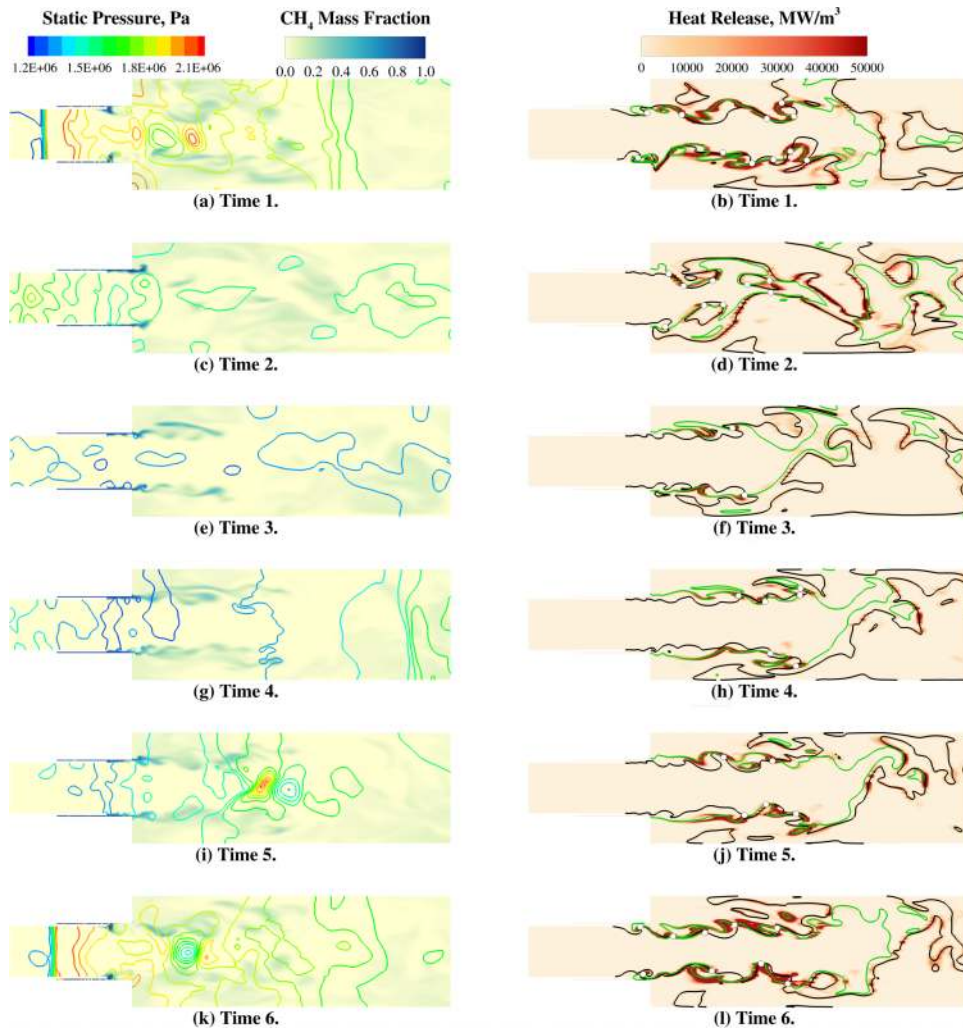 Static Pressure, Pa
1.2E+06 1.5E+06 1.8E+06 2.1E+06
CH4 Mass Fraction
0.0 0.2 0.4 0.6 0.8 1.0
Heat Release, MW/m³
0 10000 20000 30000 40000 50000
(a) Time 1.
(b) Time 1.
(c) Time 2.
(d) Time 2.
(e) Time 3.
(f) Time 3.
(g) Time 4.
(h) Time 4.
(i) Time 5.
(j) Time 5.
(k) Time 6.
(l) Time 6.